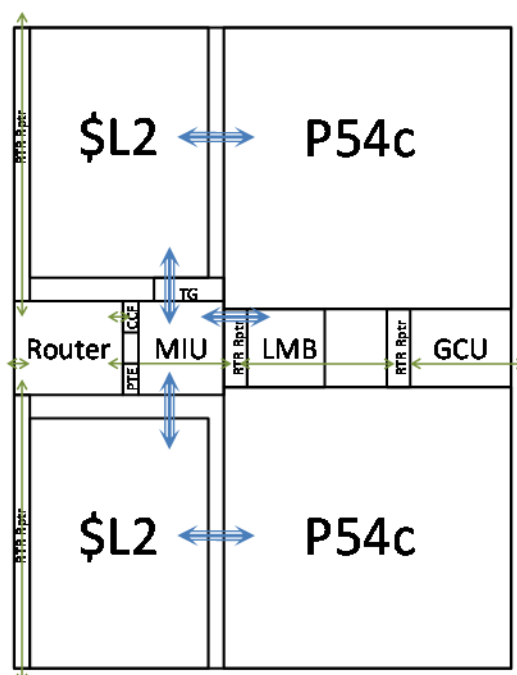 $L2
P54c
RTR Rptr
TG
CCF
Router
MIU
RTR Rptr
LMB
RTR Rptr
GCU
PTE
$L2
P54c
RTR Rptr